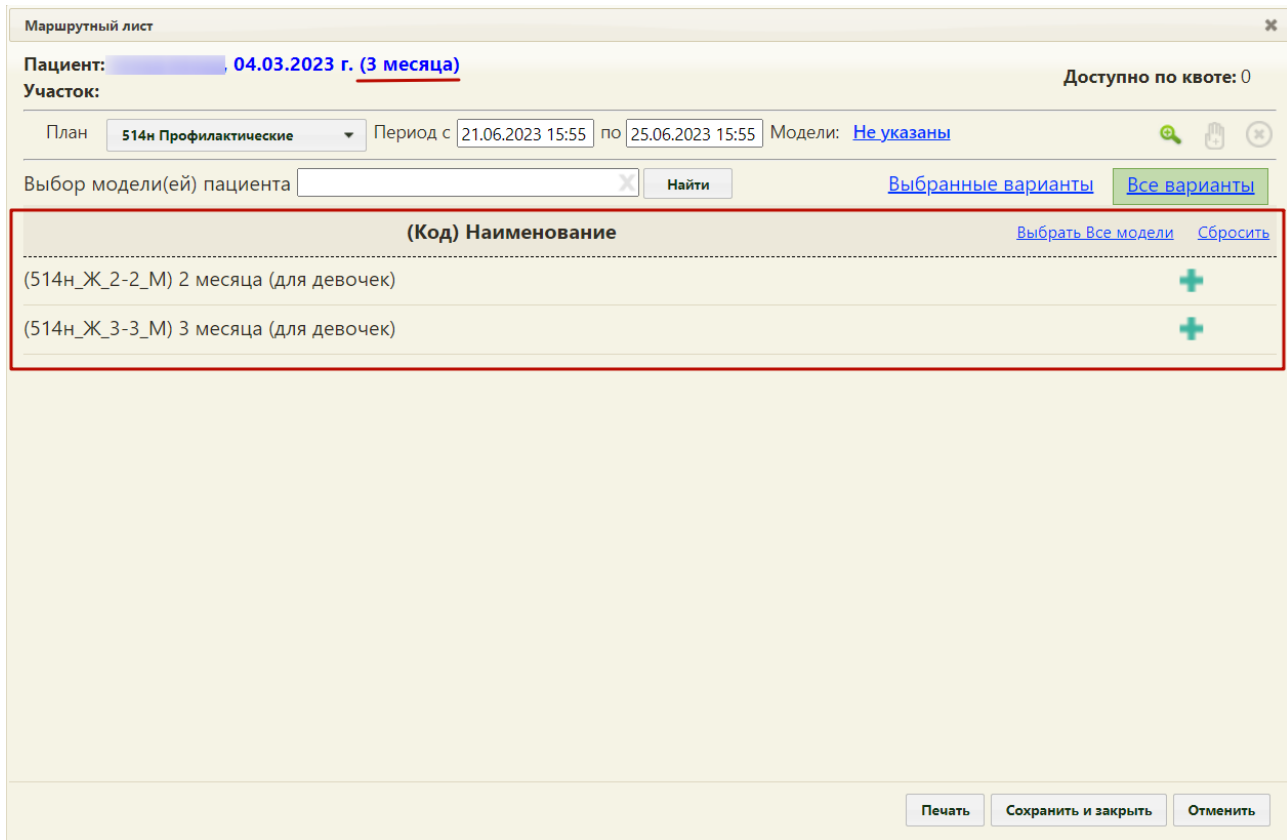 Маршрутный лист
Пациент: , 04.03.2023 г. (3 месяца)
Доступно по квоте: 0
Участок:
План 514н Профилактические Период с 21.06.2023 15:55 по 25.06.2023 15:55 Модели: Не указаны
Выбор модели(ей) пациента X Найти Выбранные варианты Все варианты
(Код) Наименование Выбрать Все модели Сбросить
(514н_Ж_2-2_М) 2 месяца (для девочек)
(514н_Ж_3-3_М) 3 месяца (для девочек)
Печать Сохранить и закрыть Отменить